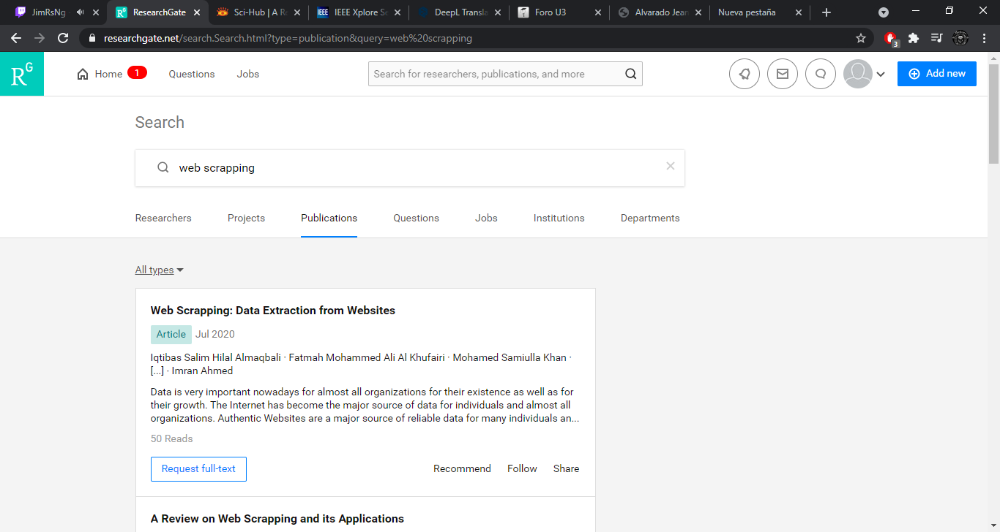 JimRsNg
ResearchGate
Sci-Hub | A Re
IEEE
IEEE Xplore Se
DeepL Transla
Foro U3
Alvarado Jean
Nueva pestaña
researchgate.net/search.Search.html?type=publication&query=web%20scrapping
3
RG
Home 1
Questions
Jobs
Search for researchers, publications, and more
Add new
Search
web scrapping
Researchers
Projects
Publications
Questions
Jobs
Institutions
Departments
All types
Web Scrapping: Data Extraction from Websites
Article Jul 2020
Iqtibas Salim Hilal Almaqbali · Fatmah Mohammed Ali Al Khufairi · Mohamed Samiulla Khan ·
[...] · Imran Ahmed
Data is very important nowadays for almost all organizations for their existence as well as for
their growth. The Internet has become the major source of data for individuals and almost all
organizations. Authentic Websites are a major source of reliable data for many individuals an...
50 Reads
Request full-text
Recommend
Follow
Share
A Review on Web Scrapping and its Applications